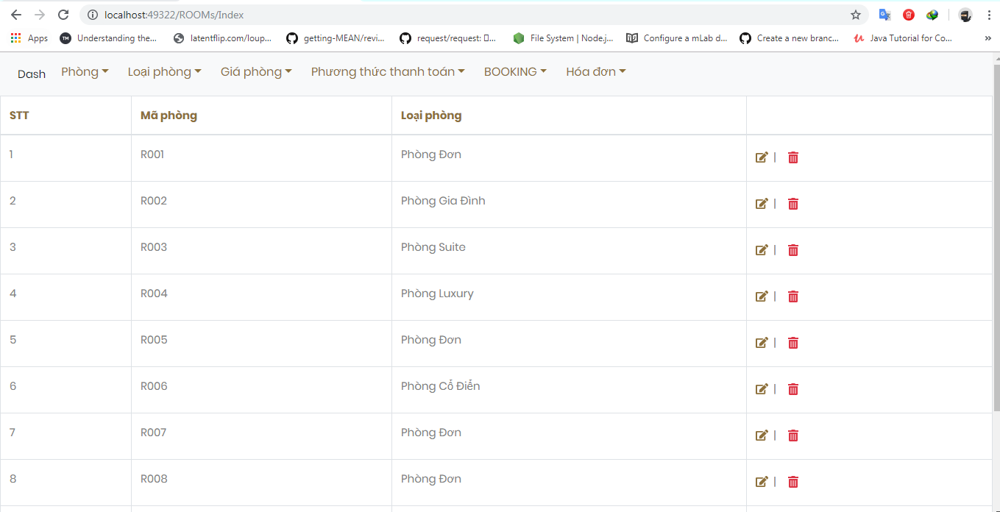 localhost:49322/ROOMs/Index
Apps Understanding the... latentflip.com/loup... getting-MEAN/revi... request/request: ... File System | Node.j... Configure a mLab d... Create a new branc... Java Tutorial for Co... »
Dash Phòng Loại phòng Giá phòng Phương thức thanh toán BOOKING Hóa đơn
STT Mã phòng Loại phòng
1 R001 Phòng Đơn |
2 R002 Phòng Gia Đình |
3 R003 Phòng Suite |
4 R004 Phòng Luxury |
5 R005 Phòng Đơn |
6 R006 Phòng Cổ Điển |
7 R007 Phòng Đơn |
8 R008 Phòng Đơn |